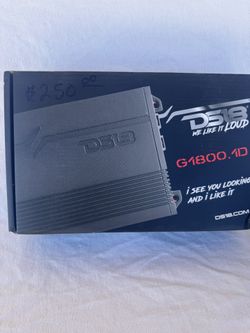 $250.00
DS18
WE LIKE IT LOUD
DS18
G1800.1D
I SEE YOU LOOKING
AND I LIKE IT
DS18.COM